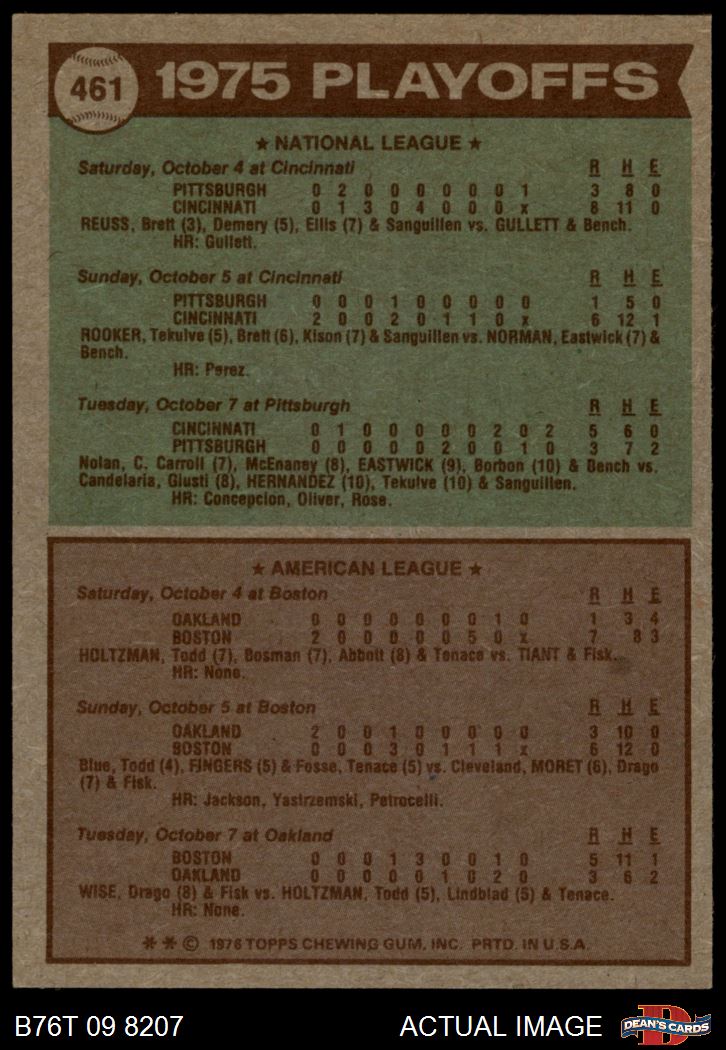 461 1975 PLAYOFFS
★ NATIONAL LEAGUE ★
Saturday, October 4 at Cincinnati R H E
PITTSBURGH 0 2 0 0 0 0 0 0 1 3 8 0
CINCINNATI 0 1 3 0 4 0 0 0 x 8 11 0
REUSS, Brett (3), Demery (5), Ellis (7) & Sanguillen vs. GULLETT & Bench.
HR: Gullett.
Sunday, October 5 at Cincinnati R H E
PITTSBURGH 0 0 0 1 0 0 0 0 0 1 5 0
CINCINNATI 2 0 0 2 0 1 1 0 x 6 12 1
ROOKER, Tekulve (5), Brett (6), Kison (7) & Sanguillen vs. NORMAN, Eastwick (7) &
Bench.
HR: Perez.
Tuesday, October 7 at Pittsburgh R H E
CINCINNATI 0 1 0 0 0 0 0 2 0 2 5 6 0
PITTSBURGH 0 0 0 0 0 2 0 0 1 0 3 7 2
Nolan, C. Carroll (7), McEnaney (8), EASTWICK (9), Borbon (10) & Bench vs.
Candelaria, Giusti (8), HERNANDEZ (10), Tekulve (10) & Sanguillen.
HR: Concepcion, Oliver, Rose.
★ AMERICAN LEAGUE ★
Saturday, October 4 at Boston R H E
OAKLAND 0 0 0 0 0 0 0 1 0 1 3 4
BOSTON 2 0 0 0 0 0 5 0 x 7 8 3
HOLTZMAN, Todd (7), Bosman (7), Abbott (8) & Tenace vs. TIANT & Fisk.
HR: None.
Sunday, October 5 at Boston R H E
OAKLAND 2 0 0 1 0 0 0 0 0 3 10 0
BOSTON 0 0 0 3 0 1 1 1 x 6 12 0
Blue, Todd (4), FINGERS (5) & Fosse, Tenace (5) vs. Cleveland, MORET (6), Drago
(7) & Fisk.
HR: Jackson, Yastrzemski, Petrocelli.
Tuesday, October 7 at Oakland R H E
BOSTON 0 0 0 1 3 0 0 1 0 5 11 1
OAKLAND 0 0 0 0 0 1 0 2 0 3 6 2
WISE, Drago (8) & Fisk vs. HOLTZMAN, Todd (5), Lindblad (5) & Tenace.
HR: None.
✶ ✶ © 1976 TOPPS CHEWING GUM, INC. PRTD. IN U.S.A.
B76T 09 8207 ACTUAL IMAGE D DEAN'S CARDS